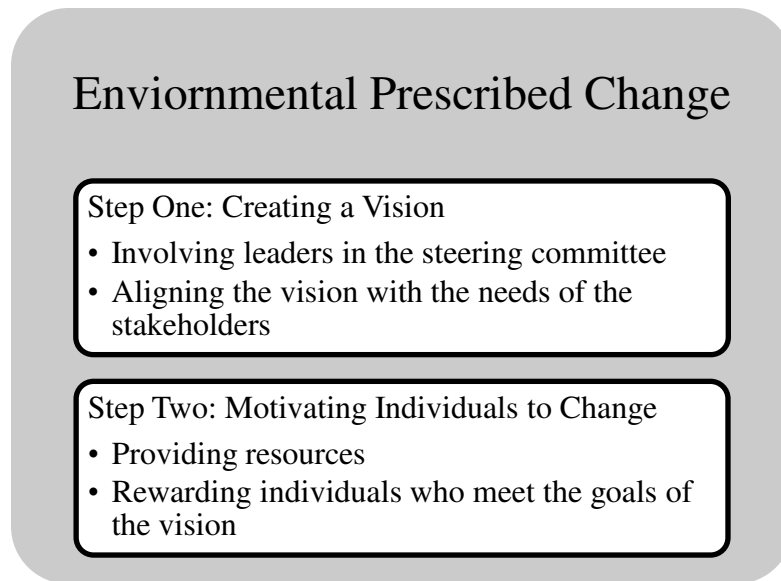 Enviornmental Prescribed Change
Step One: Creating a Vision
• Involving leaders in the steering committee
• Aligning the vision with the needs of the
stakeholders
Step Two: Motivating Individuals to Change
• Providing resources
• Rewarding individuals who meet the goals of
the vision